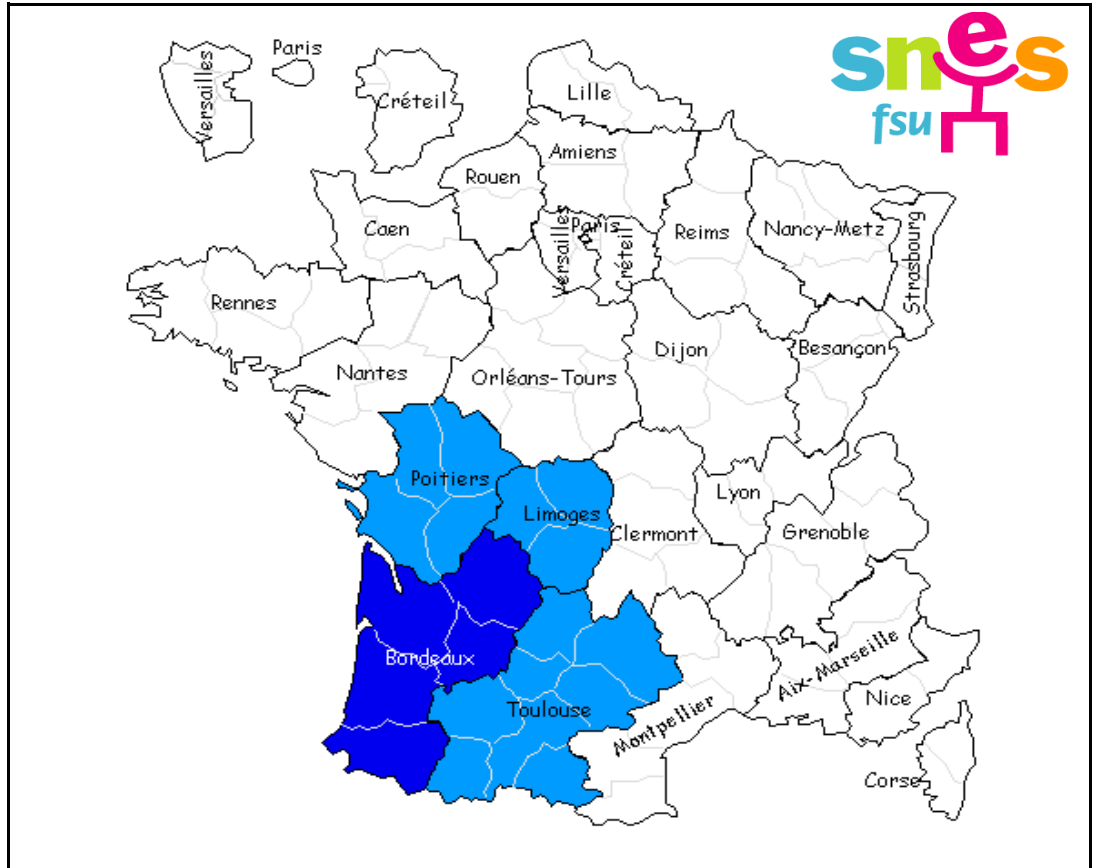 Paris
Versailles
Créteil
snes
fsu
Lille
Amiens
Rouen
Caen
Versailles
Paris
Créteil
Reims
Nancy-Metz
Strasbourg
Rennes
Nantes
Orléans-Tours
Dijon
Besançon
Poitiers
Limoges
Clermont
Lyon
Grenoble
Bordeaux
Toulouse
Montpellier
Aix-Marseille
Nice
Corse